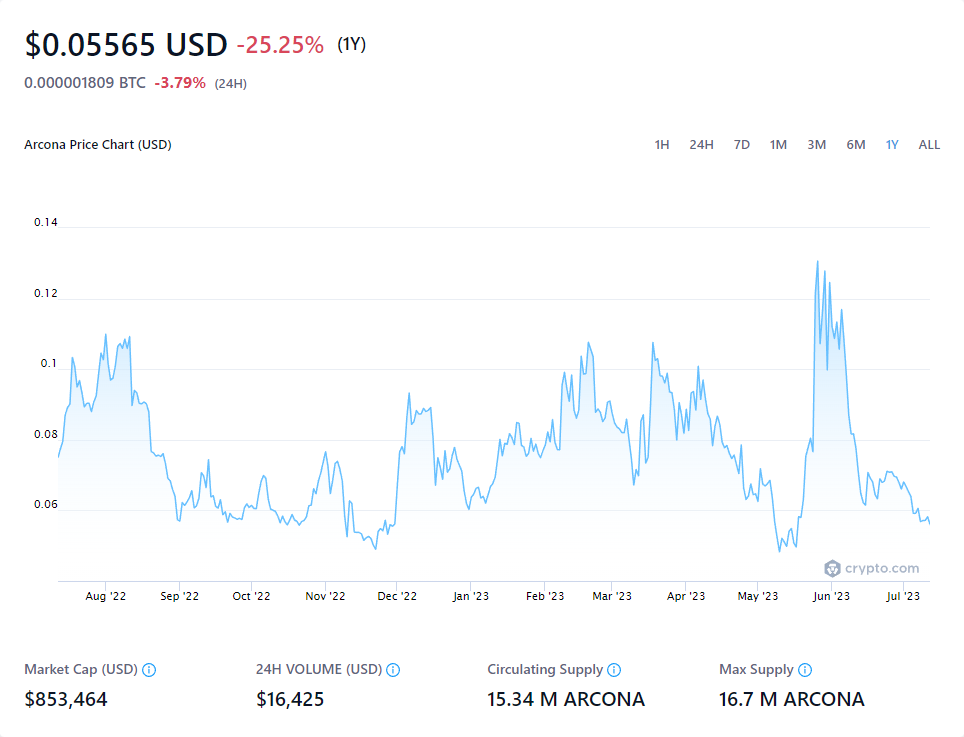 $0.05565 USD -25.25% (1Y)
0.000001809 BTC -3.79% (24H)
Arcona Price Chart (USD) 1H 24H 7D 1M 3M 6M 1Y ALL
0.14
0.12
0.1
0.08
0.06
crypto.com
Aug '22 Sep '22 Oct '22 Nov '22 Dec '22 Jan '23 Feb '23 Mar '23 Apr '23 May '23 Jun '23 Jul '23
Market Cap (USD) 24H VOLUME (USD) Circulating Supply Max Supply
$853,464 $16,425 15.34 M ARCONA 16.7 M ARCONA